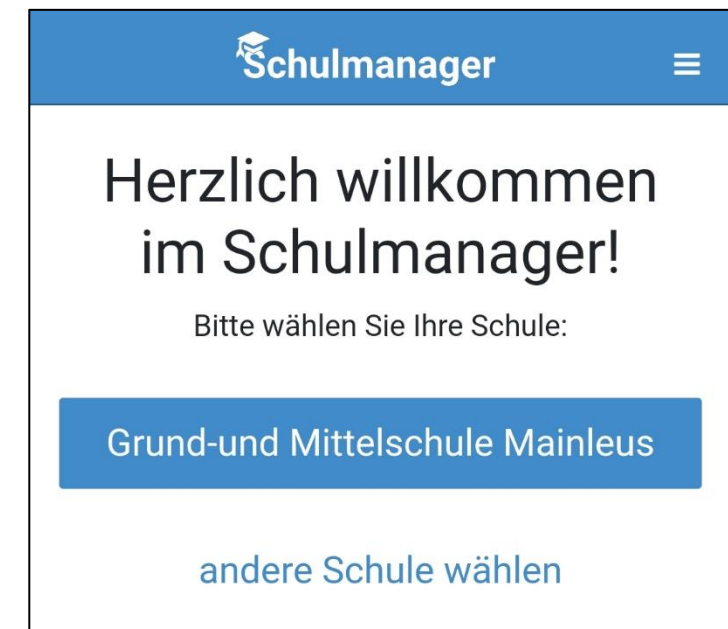 Schulmanager
Herzlich willkommen
im Schulmanager!
Bitte wählen Sie Ihre Schule:
Grund-und Mittelschule Mainleus
andere Schule wählen